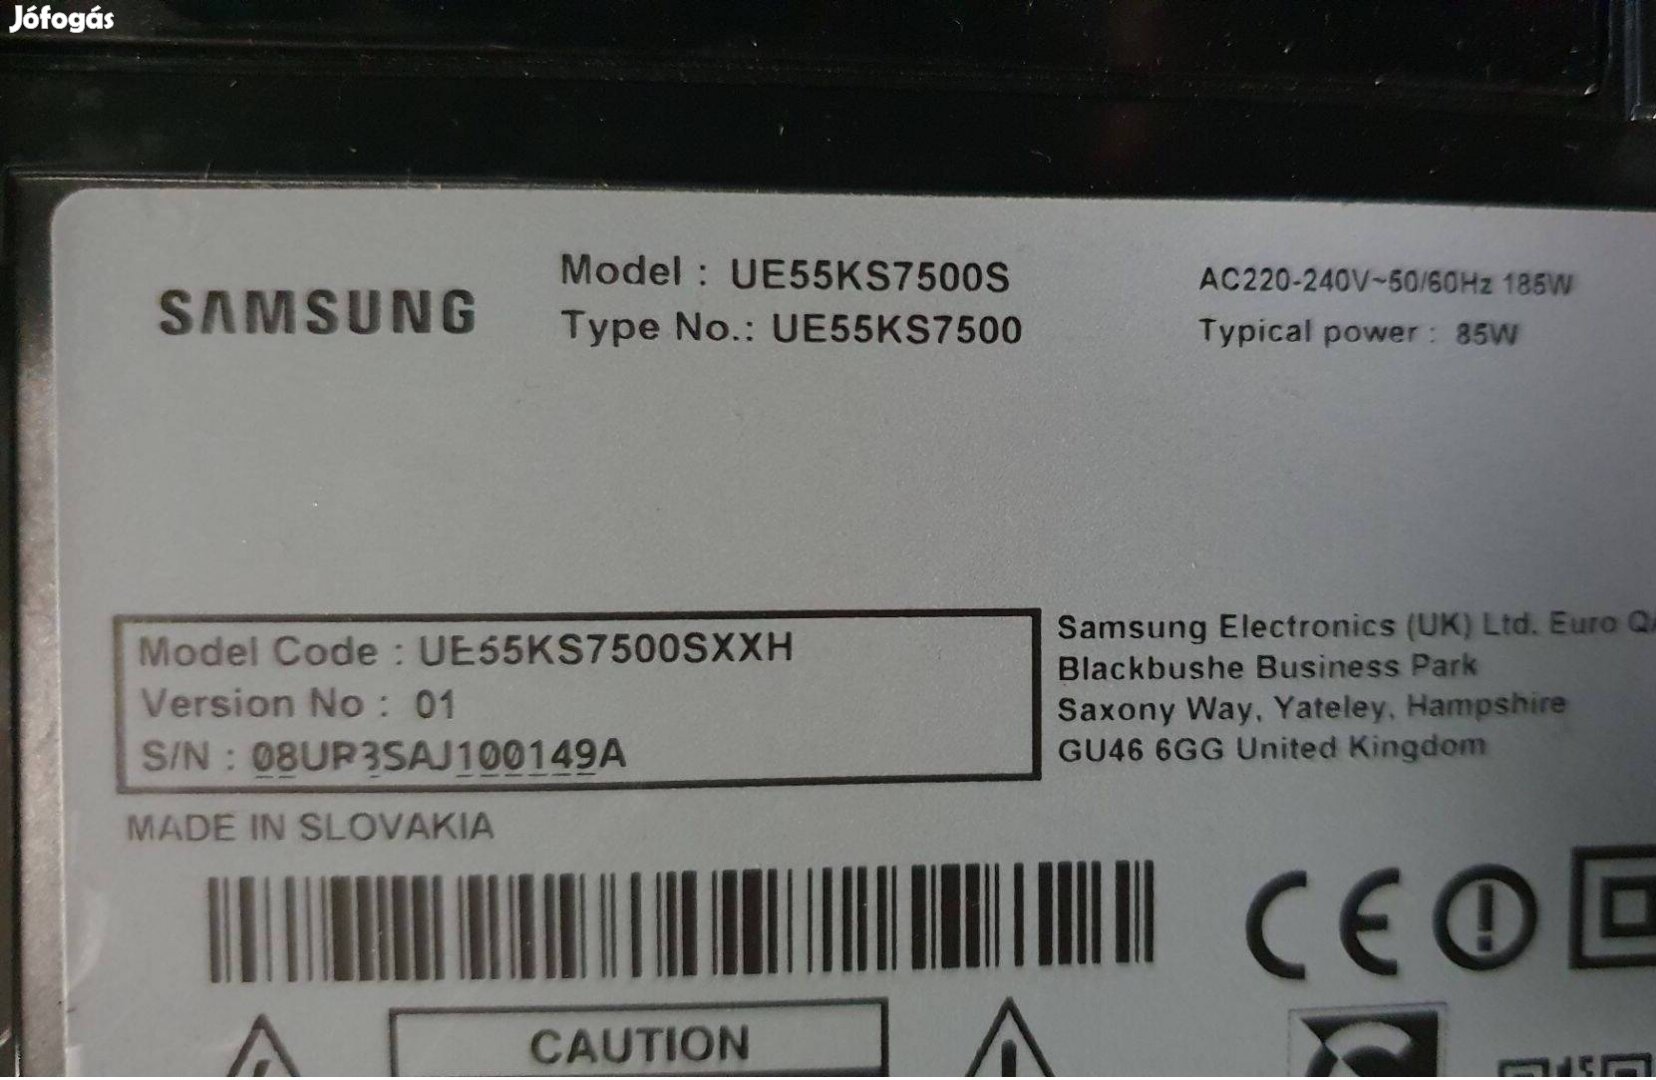 Jófogás
SAMSUNG
Model : UE55KS7500S
Type No.: UE55KS7500
AC220-240V~50/60Hz 185W
Typical power : 85W
Model Code : UE55KS7500SXXH
Version No : 01
S/N : 08UP3SAJ100149A
MADE IN SLOVAKIA
Samsung Electronics (UK) Ltd. Euro
Blackbushe Business Park
Saxony Way, Yateley, Hampshire
GU46 6GG United Kingdom
CE
CAUTION